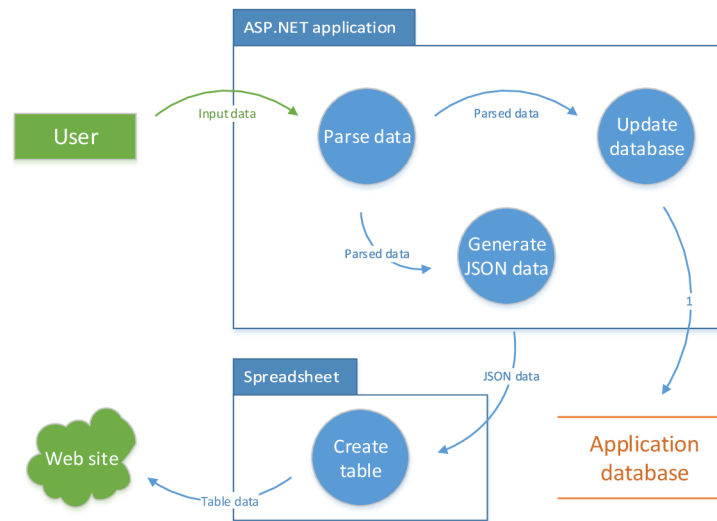 ASP.NET application
Input data
Parsed data
User
Parse data
Update
database
Parsed data
Generate
JSON data
1
Spreadsheet
JSON data
Web site
Create
table
Application
database
Table data